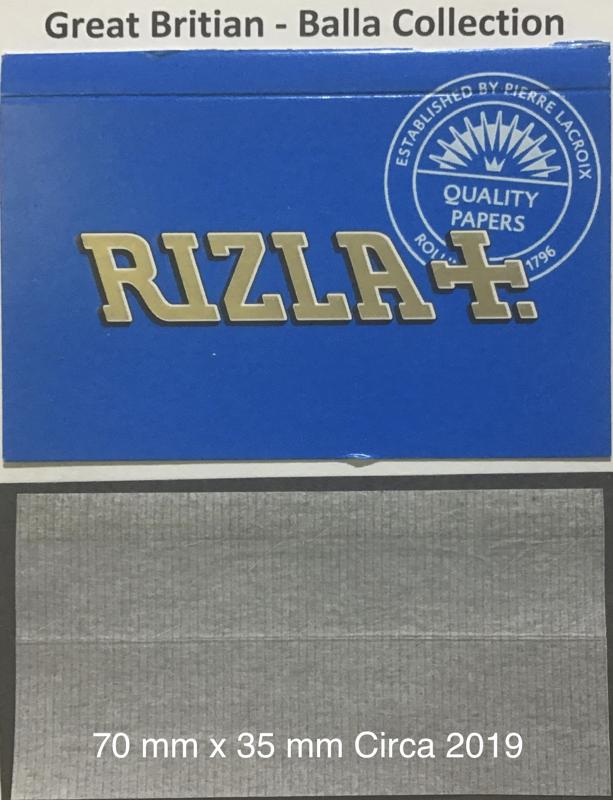 Great Britian - Balla Collection
ESTABLISHED BY PIERRE LACROIX
QUALITY
PAPERS
1796
RIZLA+.
70 mm x 35 mm Circa 2019